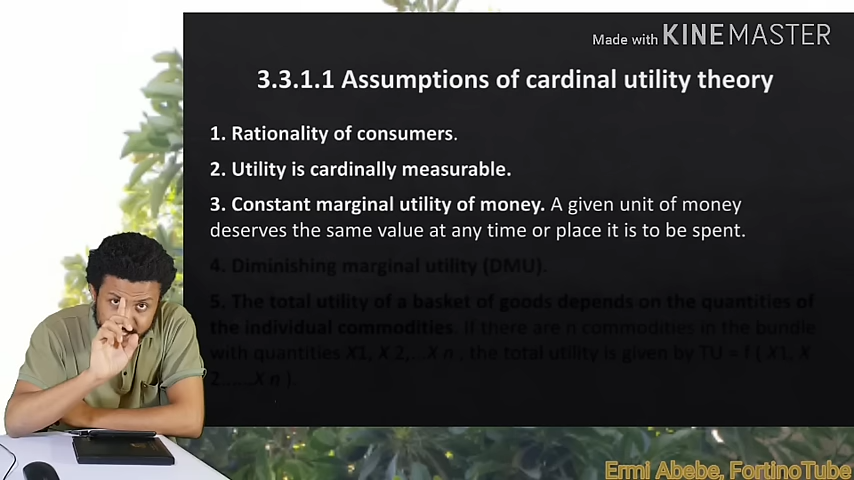 Made with KINEMASTER
3.3.1.1 Assumptions of cardinal utility theory
1. Rationality of consumers.
2. Utility is cardinally measurable.
3. Constant marginal utility of money. A given unit of money
deserves the same value at any time or place it is to be spent.
4. Diminishing marginal utility (DMU).
5. The total utility of a basket of goods depends on the quantities of
the individual commodities. If there are n commodities in the bundle
with quantities X1, X 2,...X n , the total utility is given by TU = f ( X1, X
2......X n ).
Ermi Abebe, FortinoTube